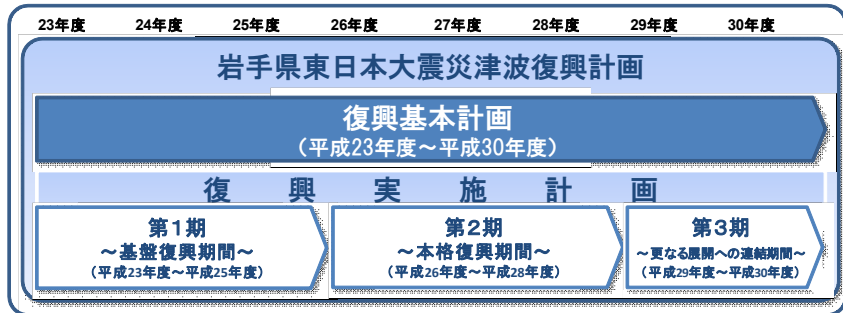 23年度 24年度 25年度 26年度 27年度 28年度 29年度 30年度
岩手県東日本大震災津波復興計画
復興基本計画
（平成23年度～平成30年度）
復興実施計画
第1期
～基盤復興期間～
（平成23年度～平成25年度）
第2期
～本格復興期間～
（平成26年度～平成28年度）
第3期
～更なる展開への連結期間～
（平成29年度～平成30年度）